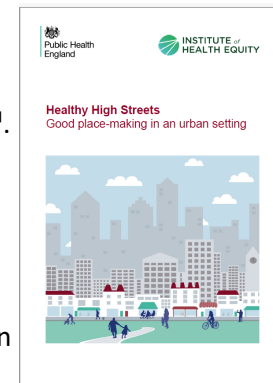 Public Health
England
INSTITUTE of
HEALTH EQUITY
Healthy High Streets
Good place-making in an urban setting